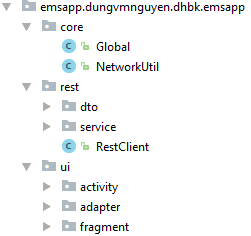 emsapp.dungvmnguyen.dhbk.emsapp
core
Global
NetworkUtil
rest
dto
service
RestClient
ui
activity
adapter
fragment